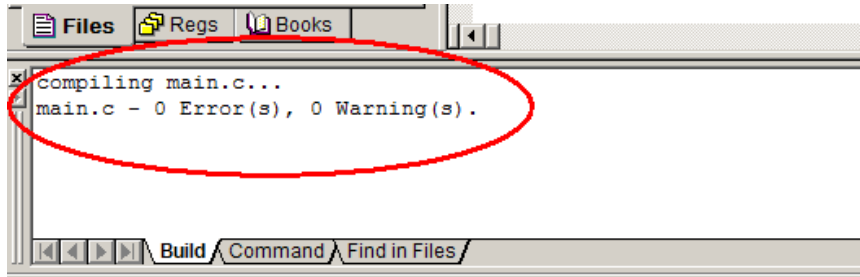 Files Regs Books
compiling main.c...
main.c - 0 Error(s), 0 Warning(s).
Build Command Find in Files